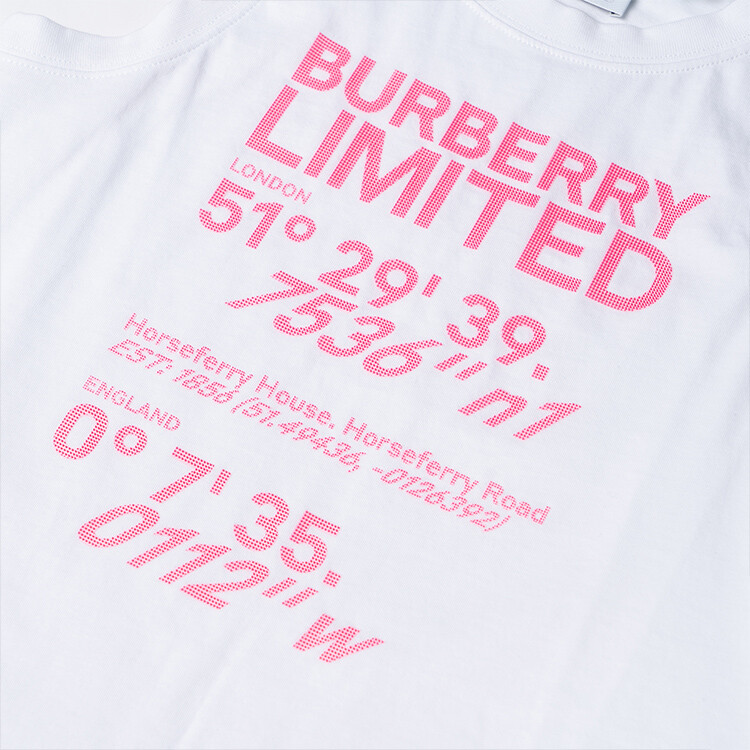 BURBERRY
LIMITED
LONDON
51° 29' 39.
7536"n1
Horseferry House. Horseferry Road
EST: 1856 (51.49436, -0126392)
ENGLAND
0° 7' 35.
0112"w